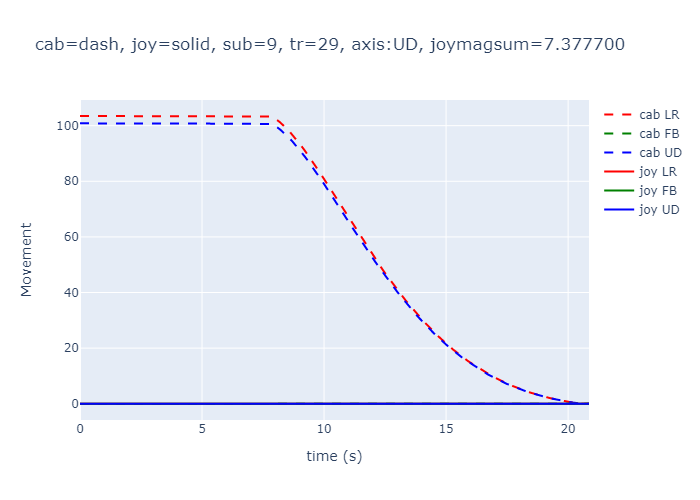 cab=dash, joy=solid, sub=9, tr=29, axis:UD, joymagsum=7.377700
100
80
60
40
20
0
Movement
0 5 10 15 20
time (s)
cab LR
cab FB
cab UD
joy LR
joy FB
joy UD